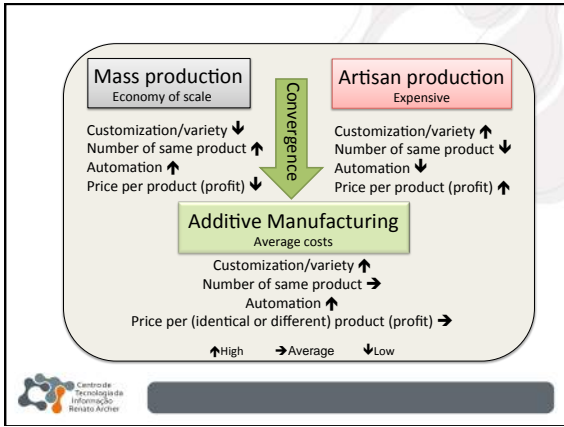 Mass production
Economy of scale
Customization/variety 🡻
Number of same product 🡹
Automation 🡹
Price per product (profit) 🡻
Convergence
Artisan production
Expensive
Customization/variety 🡹
Number of same product 🡻
Automation 🡻
Price per product (profit) 🡹
Additive Manufacturing
Average costs
Customization/variety 🡹
Number of same product ➔
Automation 🡹
Price per (identical or different) product (profit) ➔
🡹High ➔Average 🡻Low
Centro de
Tecnologia da
Informação
Renato Archer